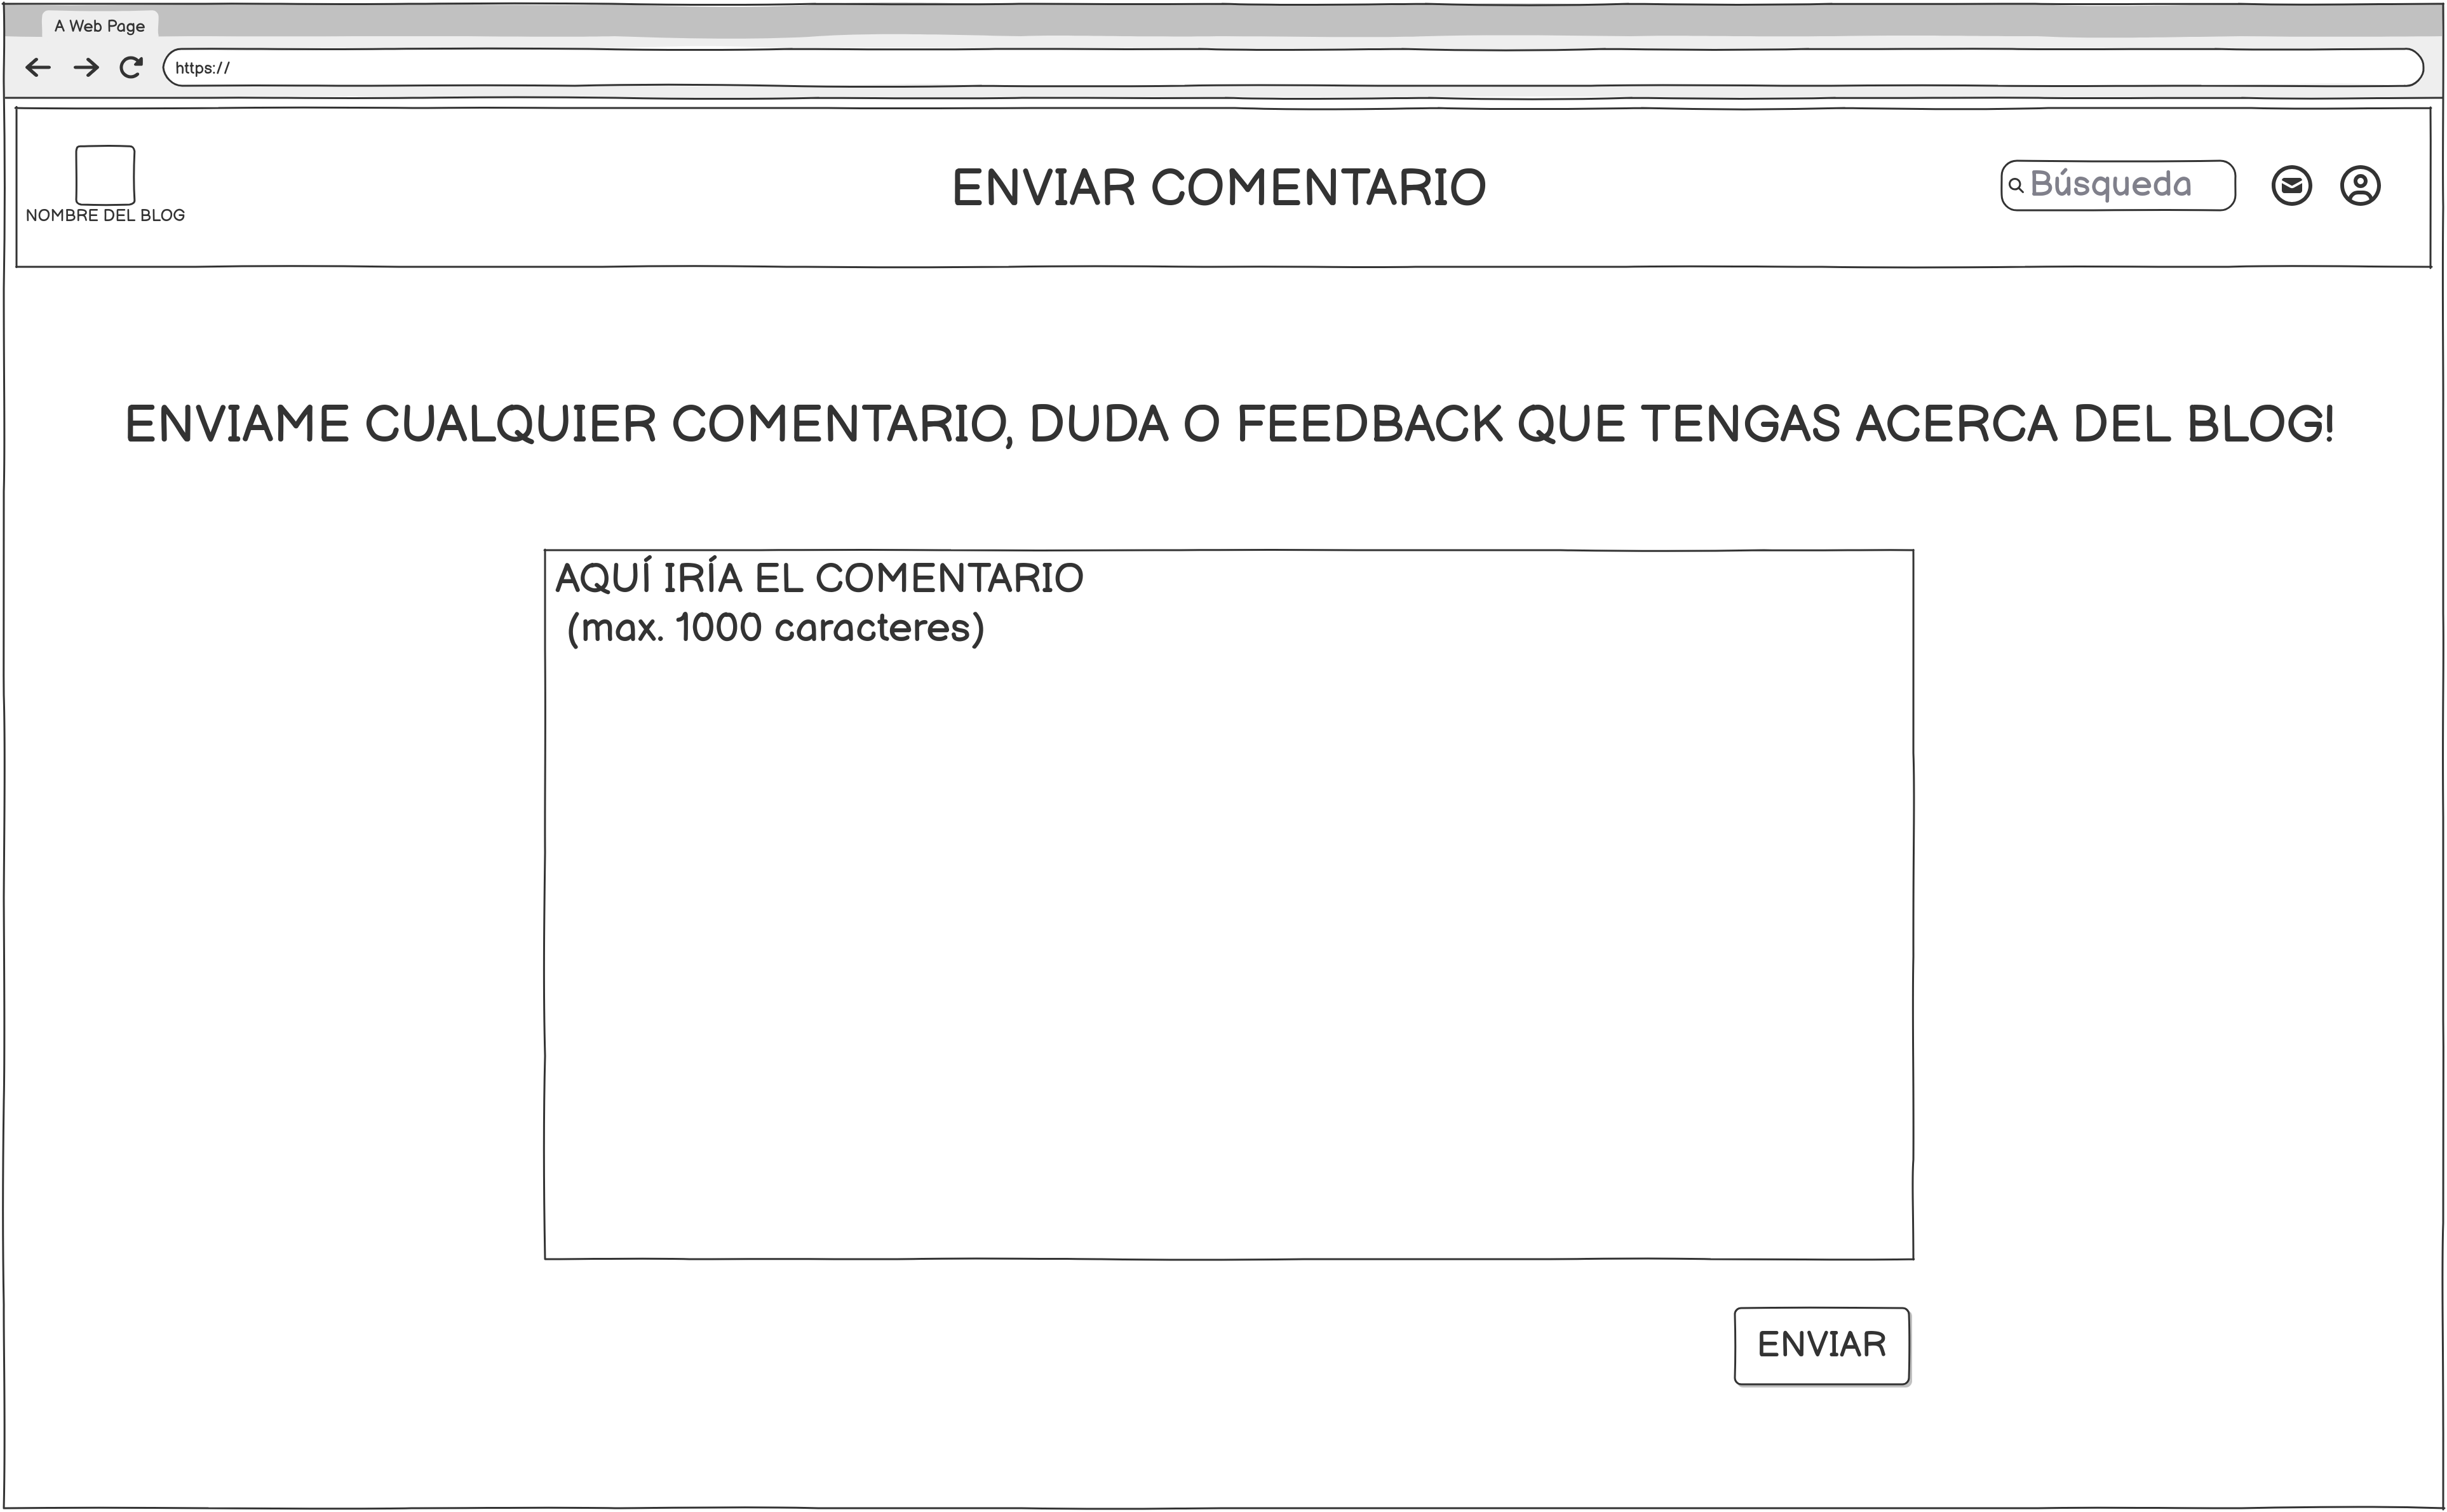 A Web Page
https://
NOMBRE DEL BLOG
ENVIAR COMENTARIO
Búsqueda
ENVIAME CUALQUIER COMENTARIO, DUDA O FEEDBACK QUE TENGAS ACERCA DEL BLOG!
AQUÍ IRÍA EL COMENTARIO
(max. 1000 caracteres)
ENVIAR